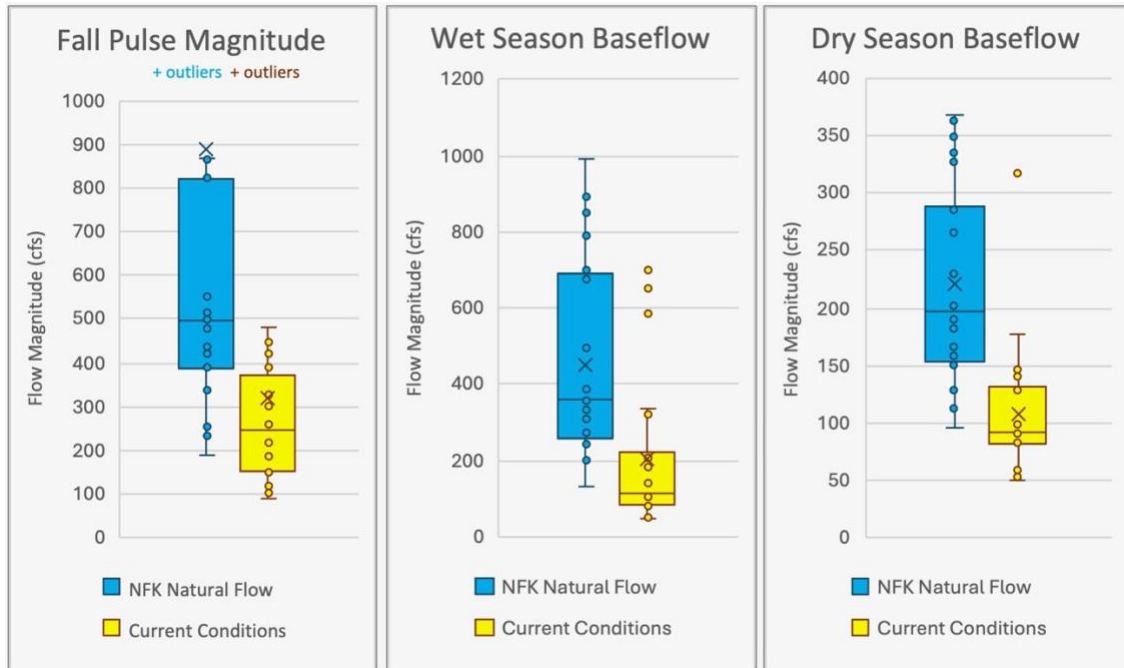 Fall Pulse Magnitude
+ outliers + outliers
1000
900
800
700
600
500
400
300
200
100
0
Flow Magnitude (cfs)
NFK Natural Flow
Current Conditions
Wet Season Baseflow
1200
1000
800
600
400
200
0
Flow Magnitude (cfs)
NFK Natural Flow
Current Conditions
Dry Season Baseflow
400
350
300
250
200
150
100
50
0
Flow Magnitude (cfs)
NFK Natural Flow
Current Conditions